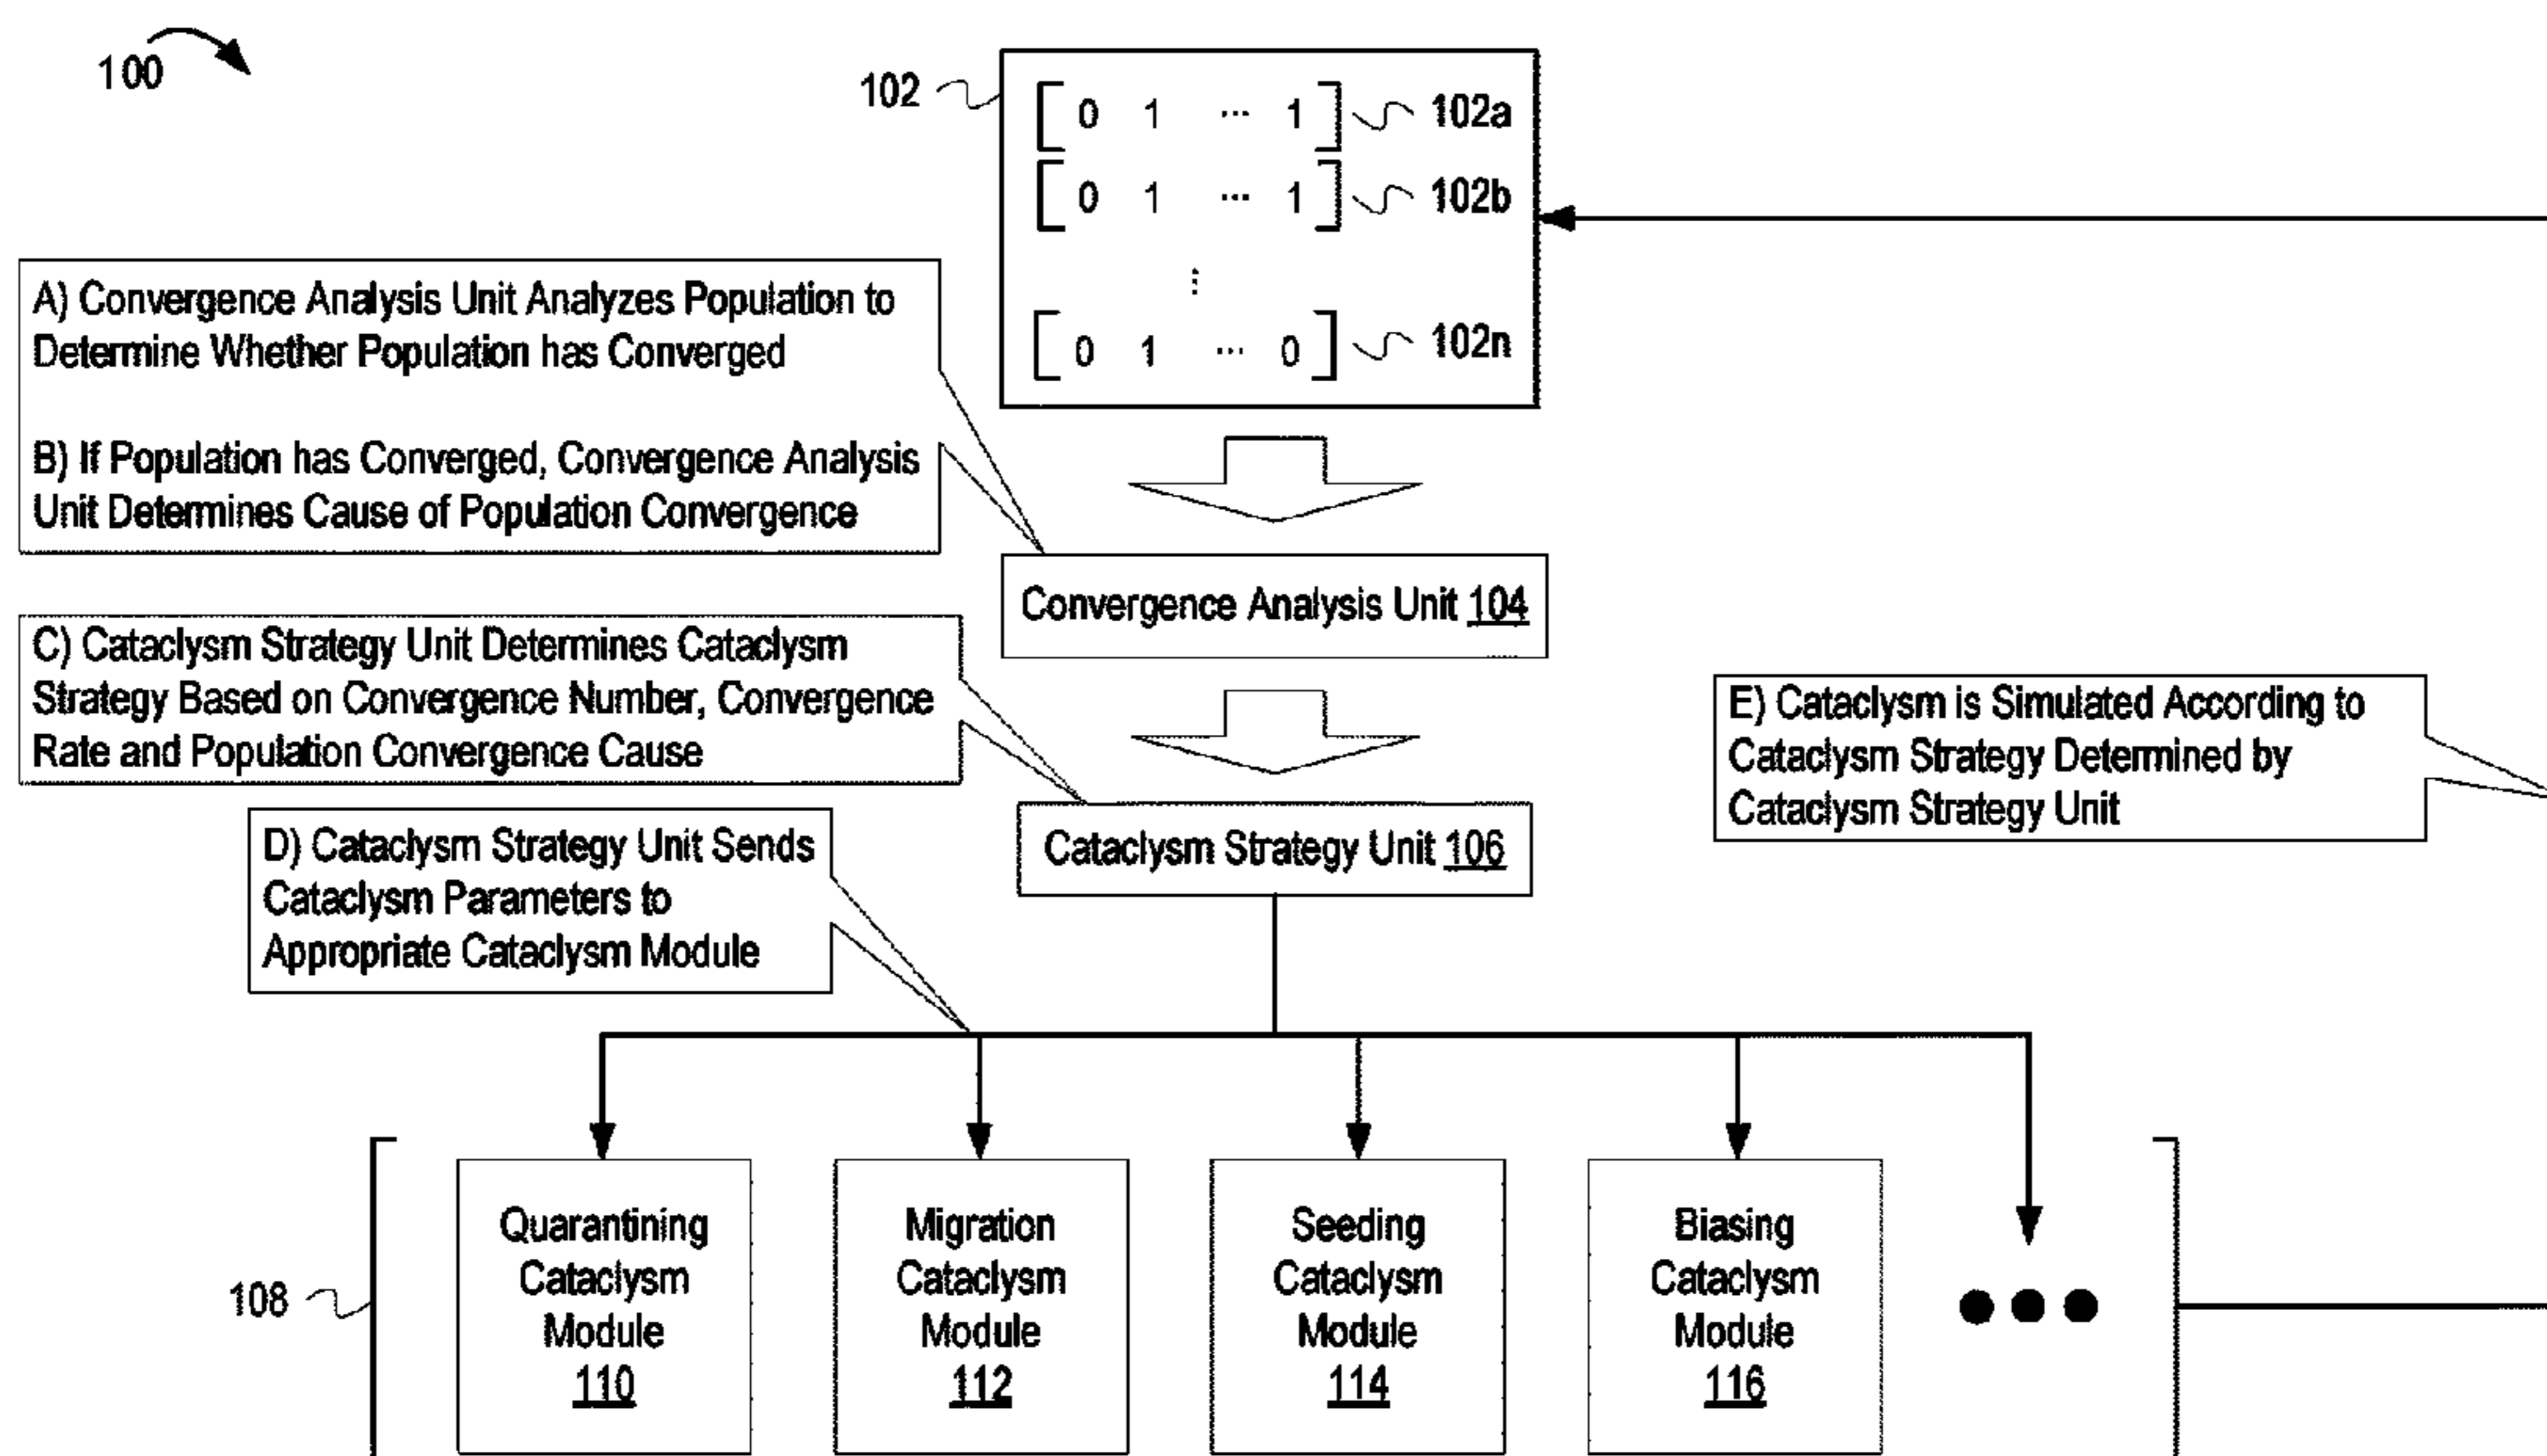 100
102
[ 0 1 ... 1 ] 102a
[ 0 1 ... 1 ] 102b
⋮
[ 0 1 ... 0 ] 102n
A) Convergence Analysis Unit Analyzes Population to
Determine Whether Population has Converged
B) If Population has Converged, Convergence Analysis
Unit Determines Cause of Population Convergence
Convergence Analysis Unit 104
C) Cataclysm Strategy Unit Determines Cataclysm
Strategy Based on Convergence Number, Convergence
Rate and Population Convergence Cause
E) Cataclysm is Simulated According to
Cataclysm Strategy Determined by
Cataclysm Strategy Unit
Cataclysm Strategy Unit 106
D) Cataclysm Strategy Unit Sends
Cataclysm Parameters to
Appropriate Cataclysm Module
108
Quarantining
Cataclysm
Module
110
Migration
Cataclysm
Module
112
Seeding
Cataclysm
Module
114
Biasing
Cataclysm
Module
116